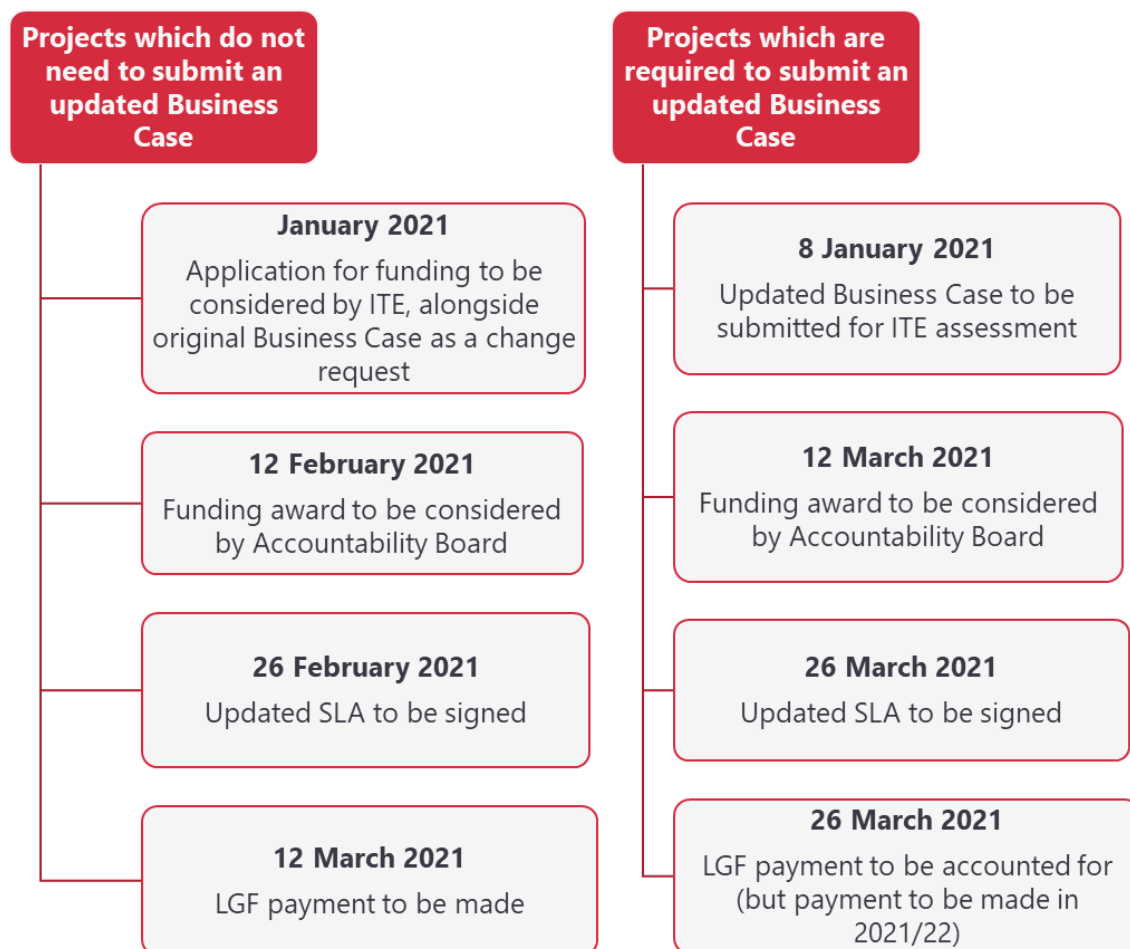 Projects which do not
need to submit an
updated Business
Case
January 2021
Application for funding to be
considered by ITE, alongside
original Business Case as a change
request
12 February 2021
Funding award to be considered
by Accountability Board
26 February 2021
Updated SLA to be signed
12 March 2021
LGF payment to be made
Projects which are
required to submit an
updated Business
Case
8 January 2021
Updated Business Case to be
submitted for ITE assessment
12 March 2021
Funding award to be considered
by Accountability Board
26 March 2021
Updated SLA to be signed
26 March 2021
LGF payment to be accounted for
(but payment to be made in
2021/22)